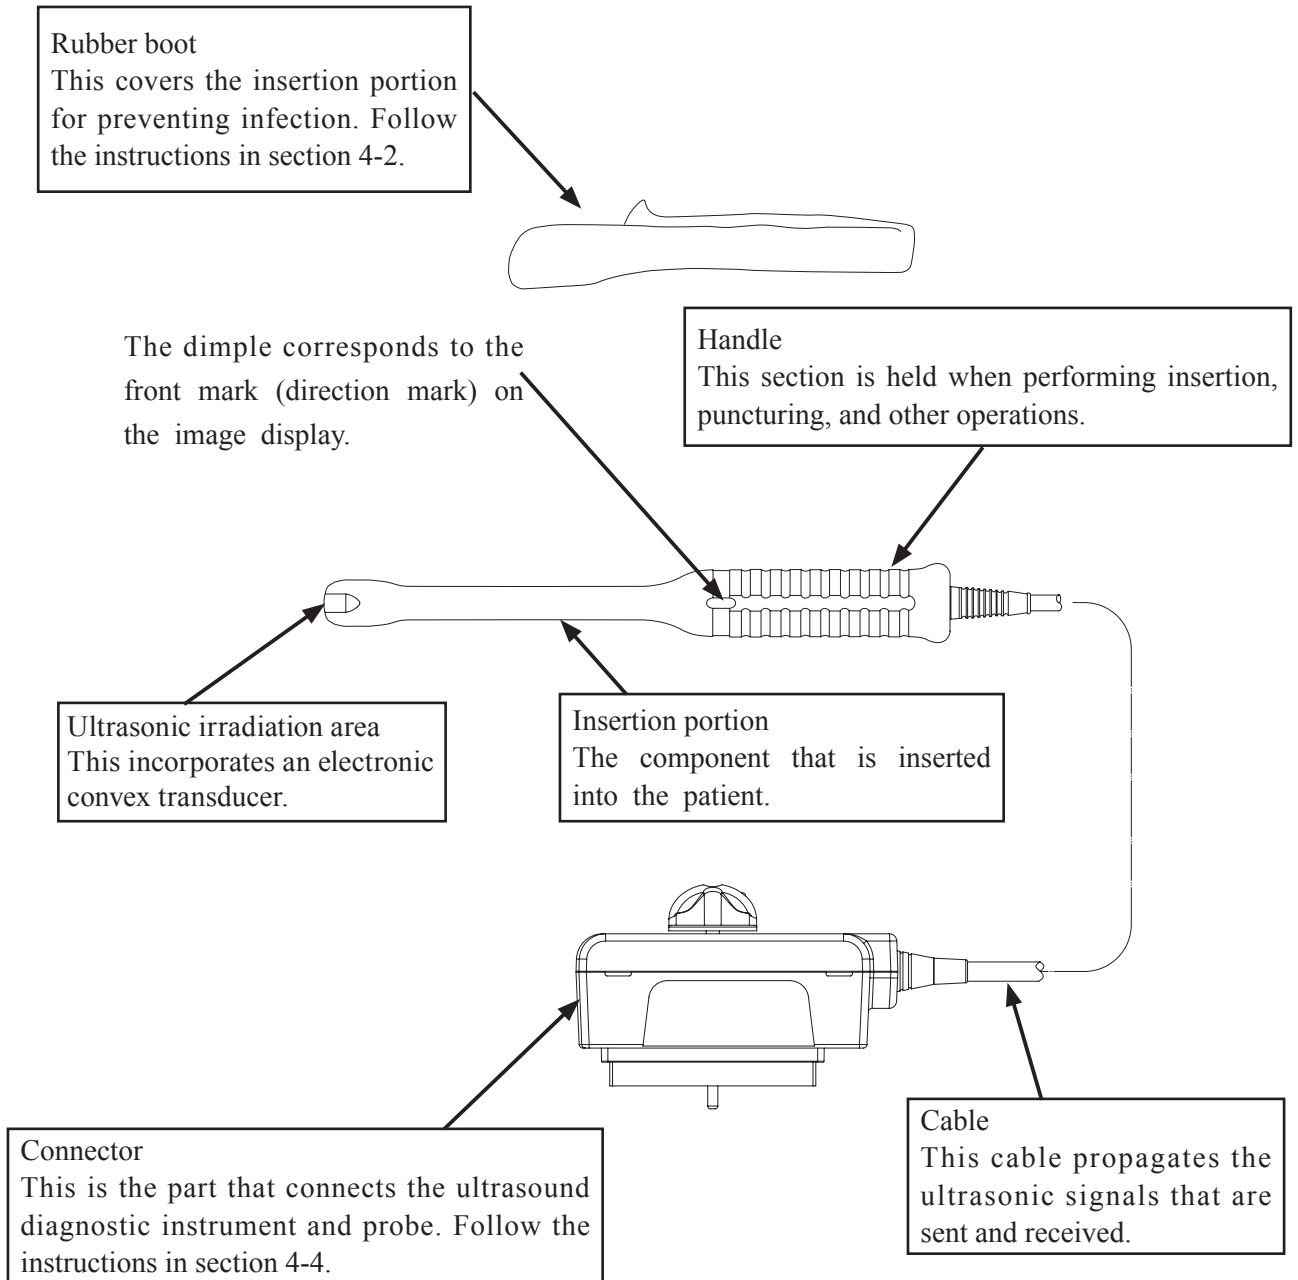 Rubber boot
This covers the insertion portion
for preventing infection. Follow
the instructions in section 4-2.
The dimple corresponds to the
front mark (direction mark) on
the image display.
Handle
This section is held when performing insertion,
puncturing, and other operations.
Ultrasonic irradiation area
This incorporates an electronic
convex transducer.
Insertion portion
The component that is inserted
into the patient.
Connector
This is the part that connects the ultrasound
diagnostic instrument and probe. Follow the
instructions in section 4-4.
Cable
This cable propagates the
ultrasonic signals that are
sent and received.